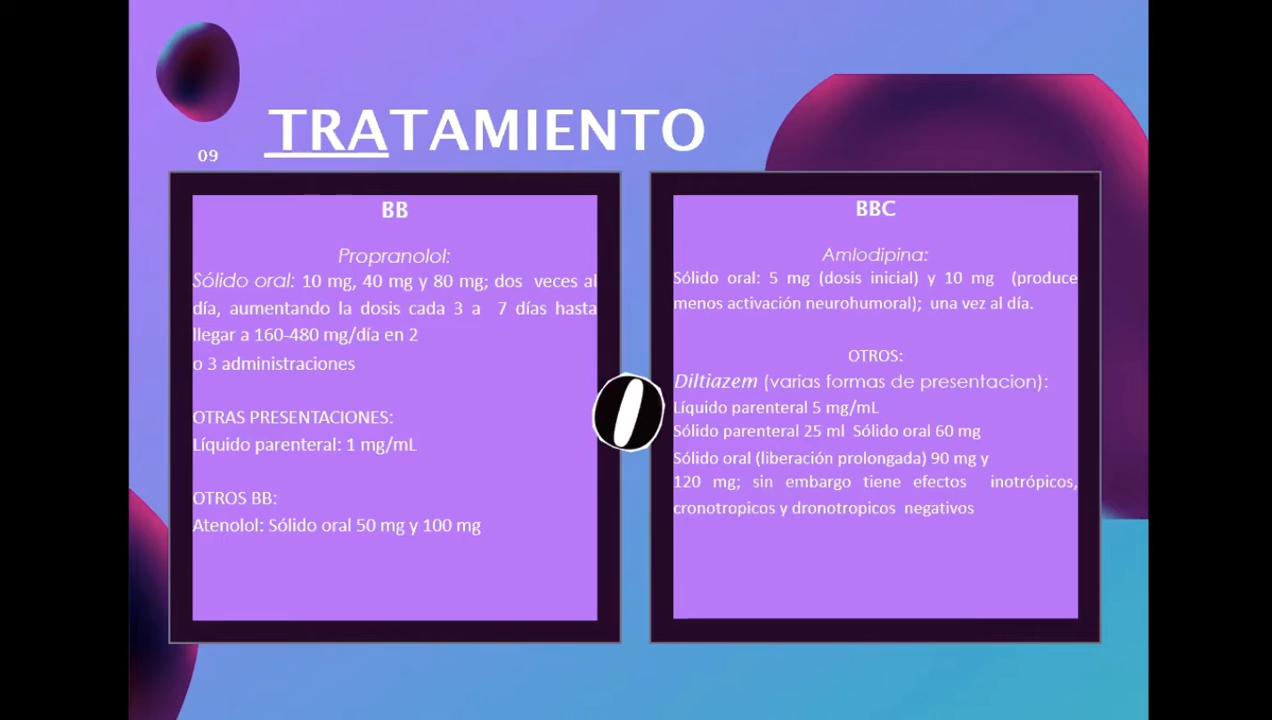 TRATAMIENTO
09
BB
Propranolol:
Sólido oral: 10 mg, 40 mg y 80 mg; dos veces al
día, aumentando la dosis cada 3 a 7 días hasta
llegar a 160-480 mg/día en 2
o 3 administraciones
OTRAS PRESENTACIONES:
Líquido parenteral: 1 mg/mL
OTROS BB:
Atenolol: Sólido oral 50 mg y 100 mg
BBC
Amlodipina:
Sólido oral: 5 mg (dosis inicial) y 10 mg (produce
menos activación neurohumoral); una vez al día.
OTROS:
Diltiazem (varias formas de presentacion):
Líquido parenteral 5 mg/mL
Sólido parenteral 25 ml Sólido oral 60 mg
Sólido oral (liberación prolongada) 90 mg y
120 mg; sin embargo tiene efectos inotrópicos,
cronotropicos y dronotropicos negativos